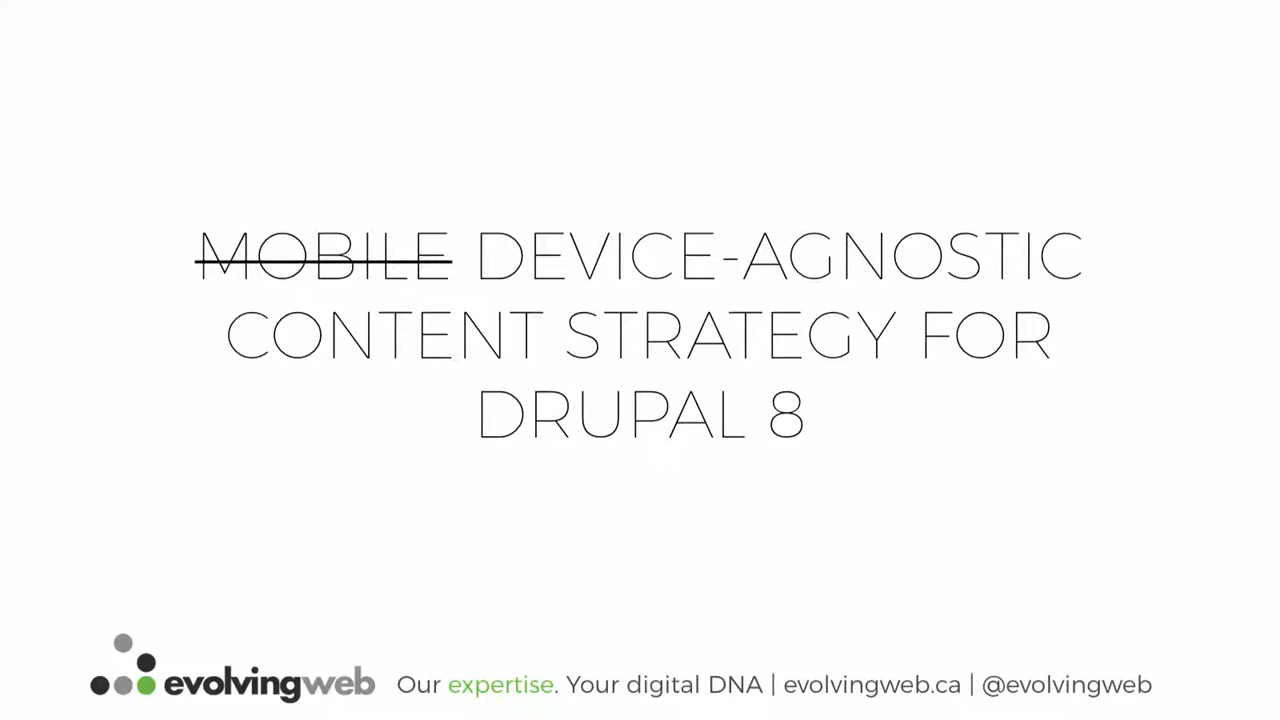 MOBILE DEVICE-AGNOSTIC
CONTENT STRATEGY FOR
DRUPAL 8
evolvingweb Our expertise. Your digital DNA | evolvingweb.ca | @evolvingweb